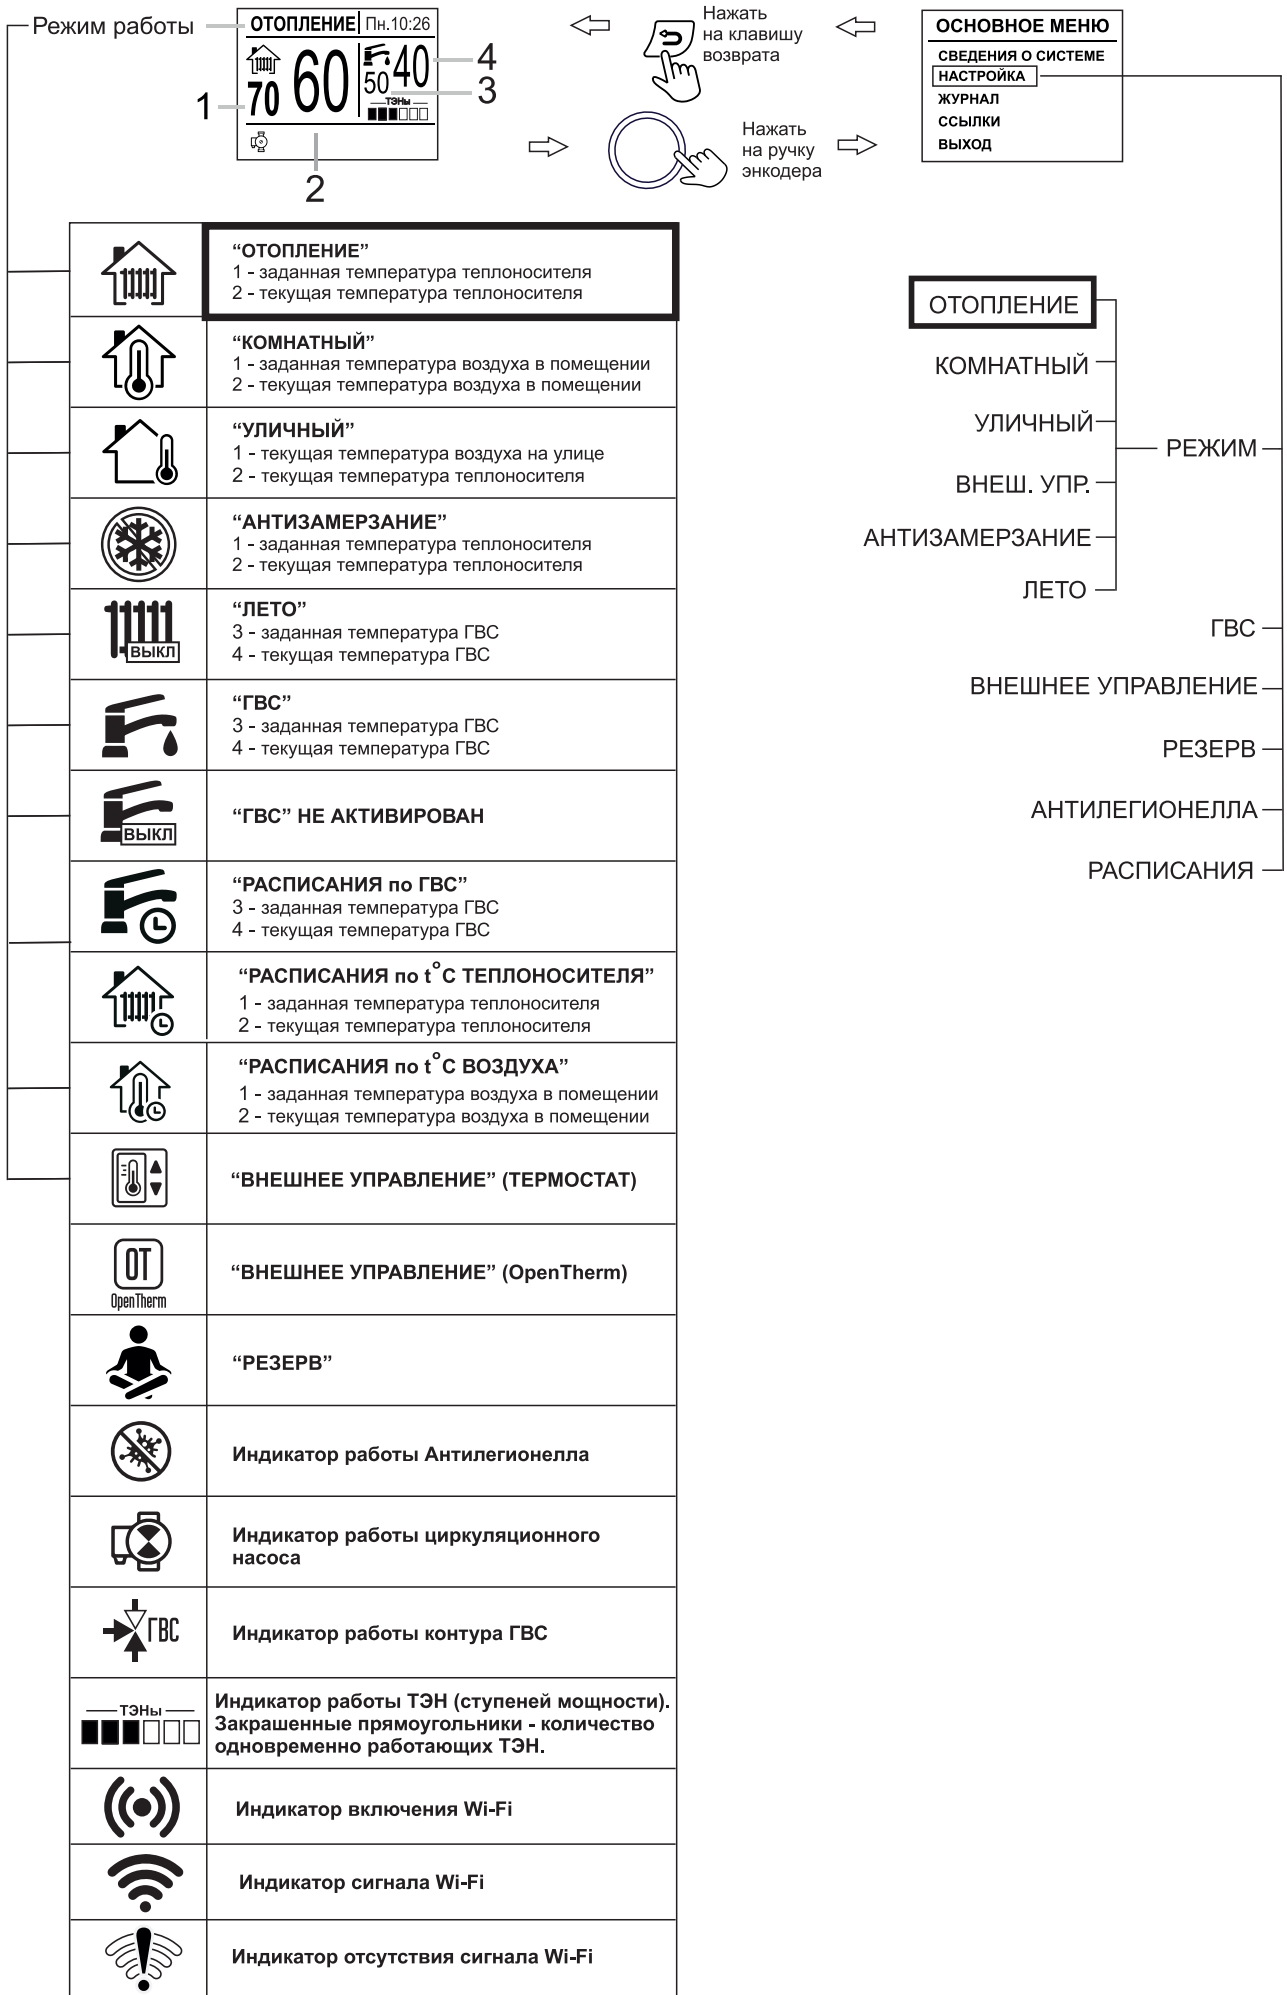 Режим работы
ОТОПЛЕНИЕ Пн.10:26
70 60 50 40
ТЭНы
1
2
3
4
Нажать
на клавишу
возврата
Нажать
на ручку
энкодера
ОСНОВНОЕ МЕНЮ
СВЕДЕНИЯ О СИСТЕМЕ
НАСТРОЙКА
ЖУРНАЛ
ССЫЛКИ
ВЫХОД
“ОТОПЛЕНИЕ”
1 - заданная температура теплоносителя
2 - текущая температура теплоносителя
“КОМНАТНЫЙ”
1 - заданная температура воздуха в помещении
2 - текущая температура воздуха в помещении
“УЛИЧНЫЙ”
1 - текущая температура воздуха на улице
2 - текущая температура теплоносителя
“АНТИЗАМЕРЗАНИЕ”
1 - заданная температура теплоносителя
2 - текущая температура теплоносителя
ВЫКЛ
“ЛЕТО”
3 - заданная температура ГВС
4 - текущая температура ГВС
“ГВС”
3 - заданная температура ГВС
4 - текущая температура ГВС
ВЫКЛ
“ГВС” НЕ АКТИВИРОВАН
“РАСПИСАНИЯ по ГВС”
3 - заданная температура ГВС
4 - текущая температура ГВС
“РАСПИСАНИЯ по t°С ТЕПЛОНОСИТЕЛЯ”
1 - заданная температура теплоносителя
2 - текущая температура теплоносителя
“РАСПИСАНИЯ по t°С ВОЗДУХА”
1 - заданная температура воздуха в помещении
2 - текущая температура воздуха в помещении
“ВНЕШНЕЕ УПРАВЛЕНИЕ” (ТЕРМОСТАТ)
OT
OpenTherm
“ВНЕШНЕЕ УПРАВЛЕНИЕ” (OpenTherm)
“РЕЗЕРВ”
Индикатор работы Антилегионелла
Индикатор работы циркуляционного
насоса
ГВС
Индикатор работы контура ГВС
ТЭНы
Индикатор работы ТЭН (ступеней мощности).
Закрашенные прямоугольники - количество
одновременно работающих ТЭН.
Индикатор включения Wi-Fi
Индикатор сигнала Wi-Fi
Индикатор отсутствия сигнала Wi-Fi
ОТОПЛЕНИЕ
КОМНАТНЫЙ
УЛИЧНЫЙ
ВНЕШ. УПР.
АНТИЗАМЕРЗАНИЕ
ЛЕТО
РЕЖИМ
ГВС
ВНЕШНЕЕ УПРАВЛЕНИЕ
РЕЗЕРВ
АНТИЛЕГИОНЕЛЛА
РАСПИСАНИЯ